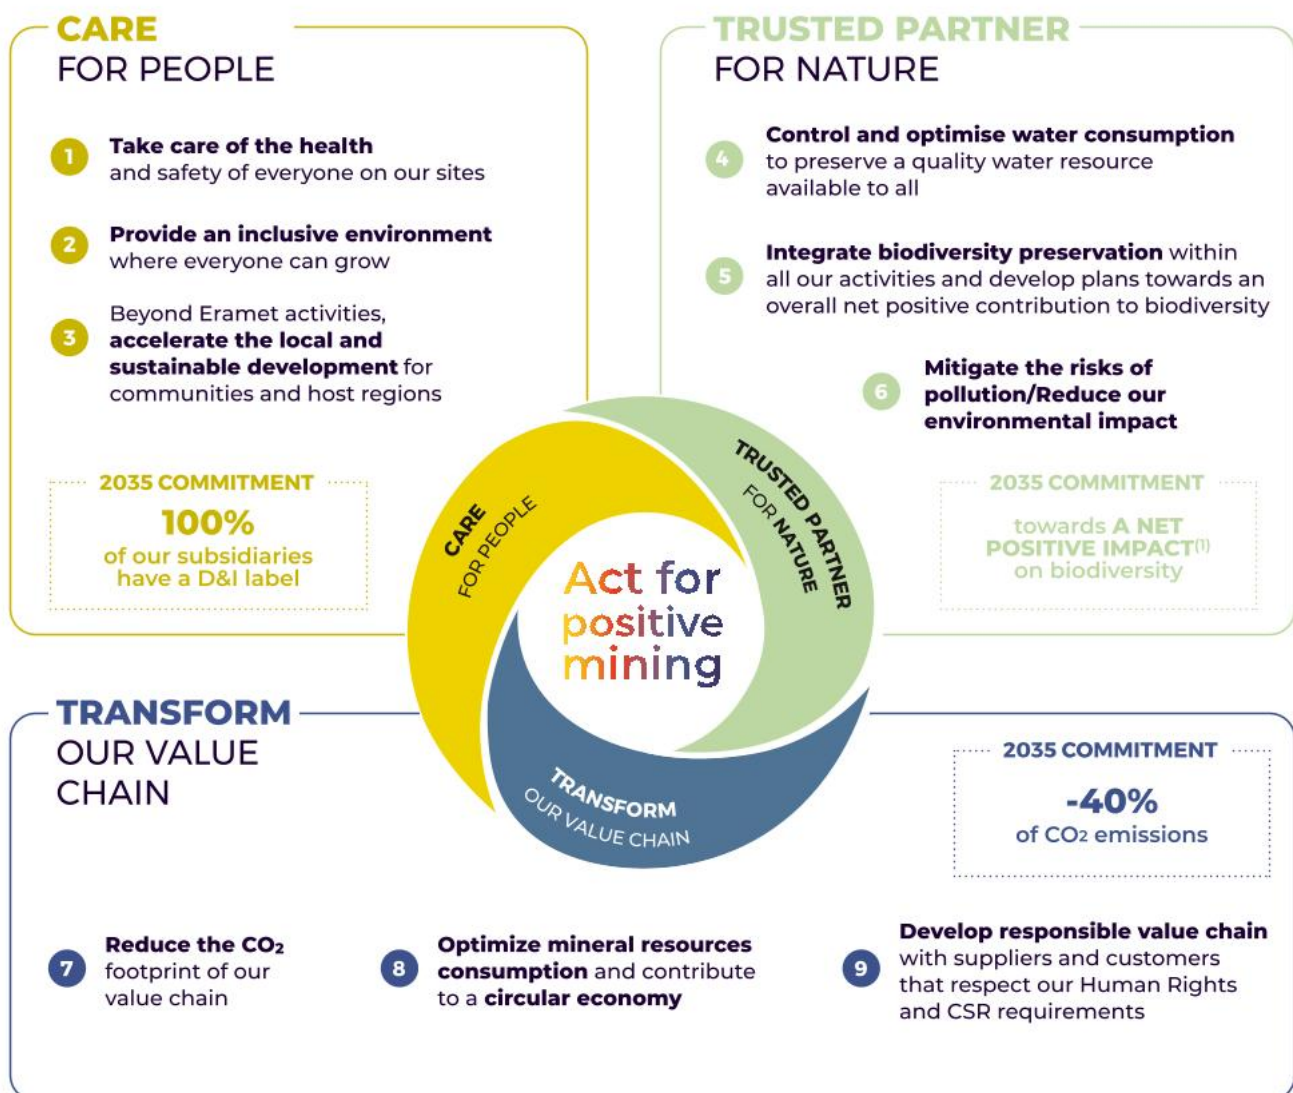 CARE
FOR PEOPLE
1
Take care of the health
and safety of everyone on our sites
2
Provide an inclusive environment
where everyone can grow
3
Beyond Eramet activities,
accelerate the local and
sustainable development for
communities and host regions
2035 COMMITMENT
100%
of our subsidiaries
have a D&I label
TRUSTED PARTNER
FOR NATURE
4
Control and optimise water consumption
to preserve a quality water resource
available to all
5
Integrate biodiversity preservation within
all our activities and develop plans towards an
overall net positive contribution to biodiversity
6
Mitigate the risks of
pollution/Reduce our
environmental impact
2035 COMMITMENT
towards A NET
POSITIVE IMPACT(1)
on biodiversity
CARE
FOR PEOPLE
TRUSTED PARTNER
FOR NATURE
Act for
positive
mining
TRANSFORM
OUR VALUE CHAIN
TRANSFORM
OUR VALUE
CHAIN
2035 COMMITMENT
-40%
of CO2 emissions
7
Reduce the CO2
footprint of our
value chain
8
Optimize mineral resources
consumption and contribute
to a circular economy
9
Develop responsible value chain
with suppliers and customers
that respect our Human Rights
and CSR requirements